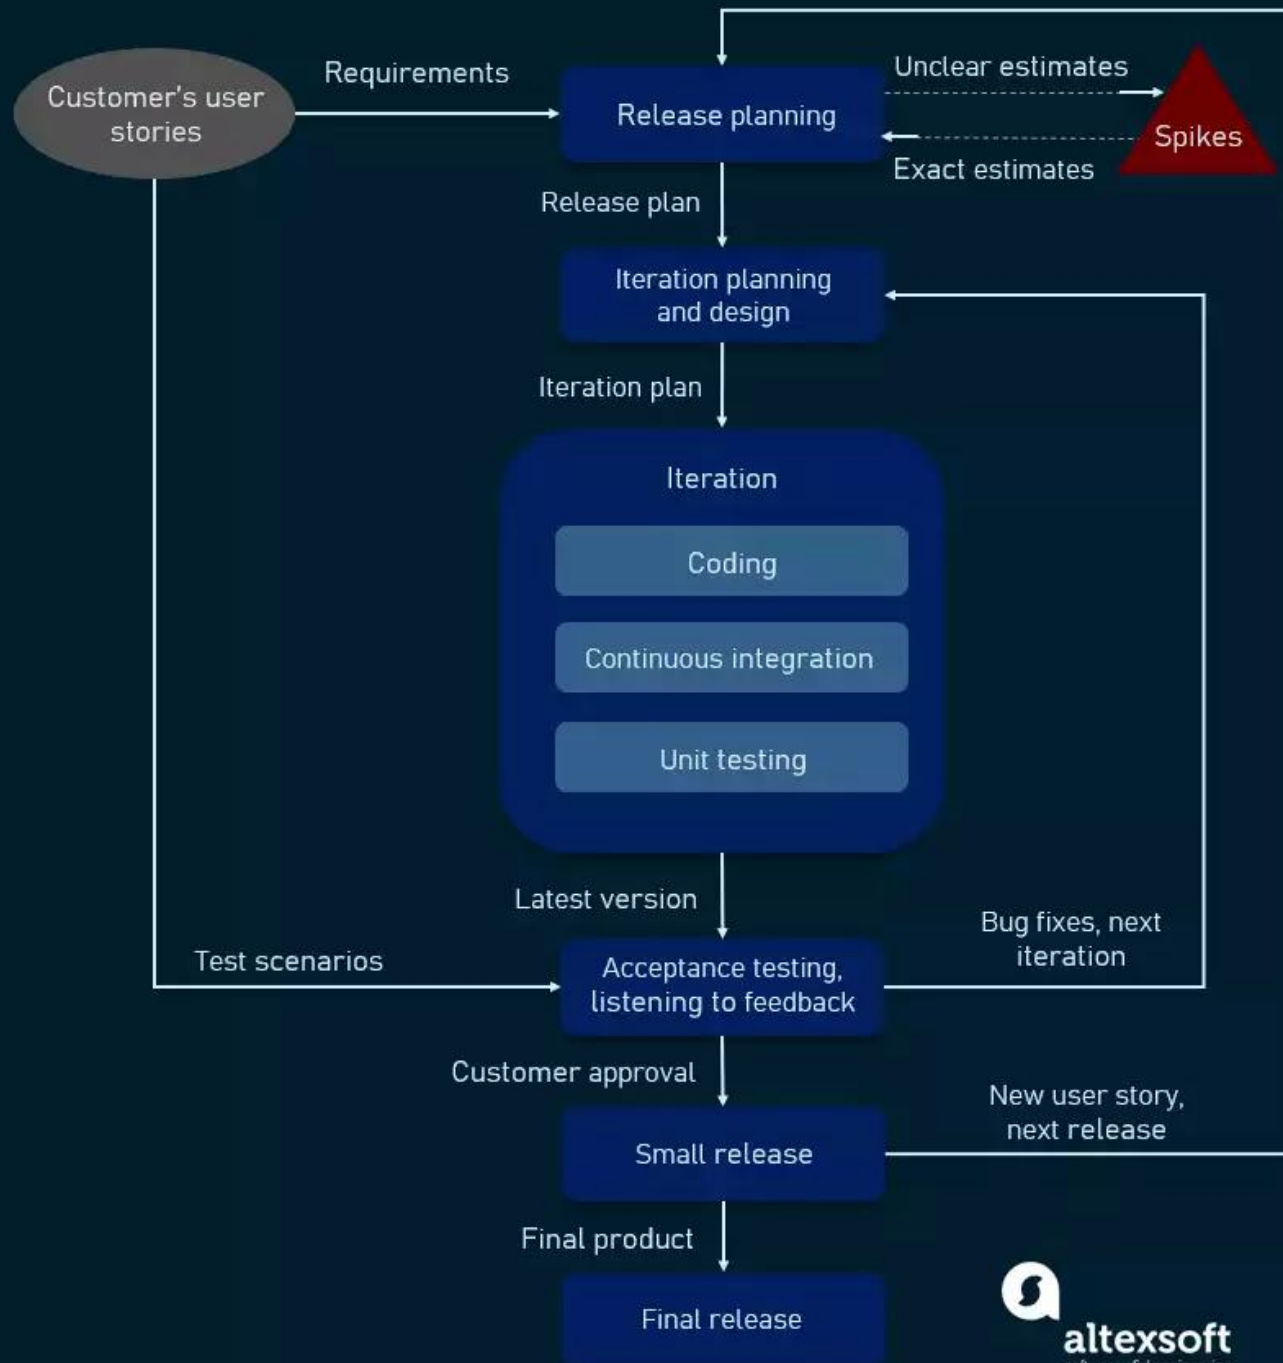 Customer's user
stories
Requirements
Release planning
Unclear estimates
Spikes
Exact estimates
Release plan
Iteration planning
and design
Iteration plan
Iteration
Coding
Continuous integration
Unit testing
Latest version
Test scenarios
Acceptance testing,
listening to feedback
Bug fixes, next
iteration
Customer approval
Small release
New user story,
next release
Final product
Final release
altexsoft